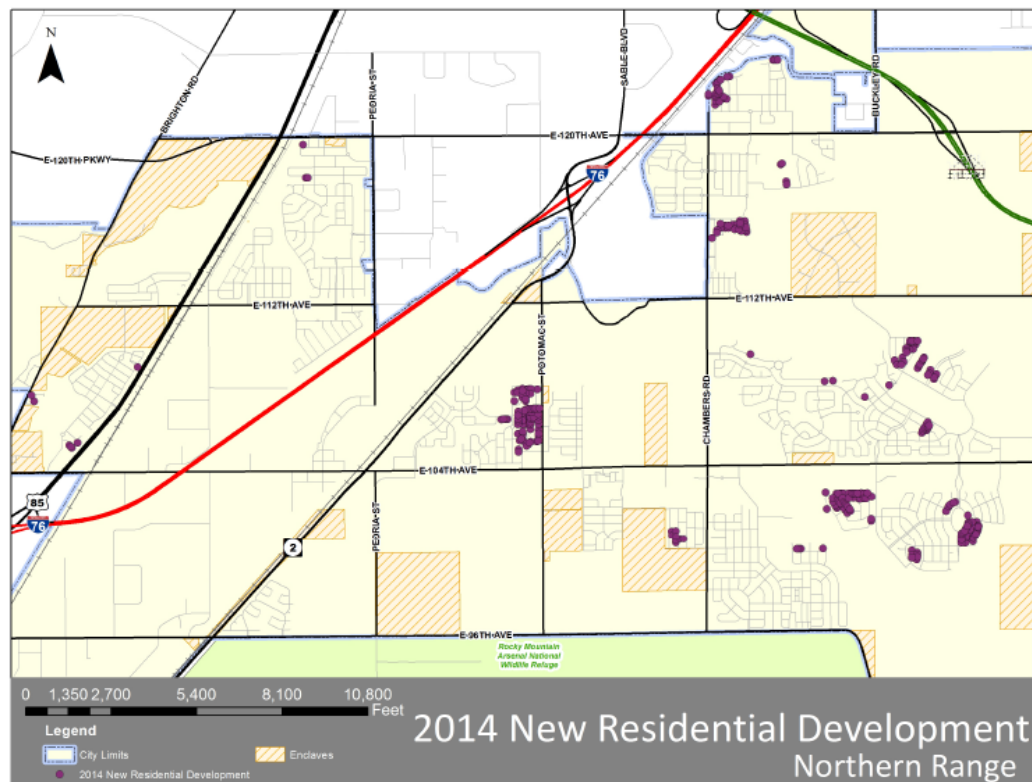 N
BRIGHTON RD
PEORIA ST
SABLE BLVD
BUCKLEY RD
E 120TH PKWY
E 120TH AVE
76
E 112TH AVE
E 112TH AVE
POTOMAC ST
CHAMBERS RD
E 104TH AVE
85
76
PEORIA ST
2
E 96TH AVE
Rocky Mountain
Arsenal National
Wildlife Refuge
0 1,350 2,700 5,400 8,100 10,800
Feet
Legend
City Limits
Enclaves
2014 New Residential Development
2014 New Residential Development
Northern Range